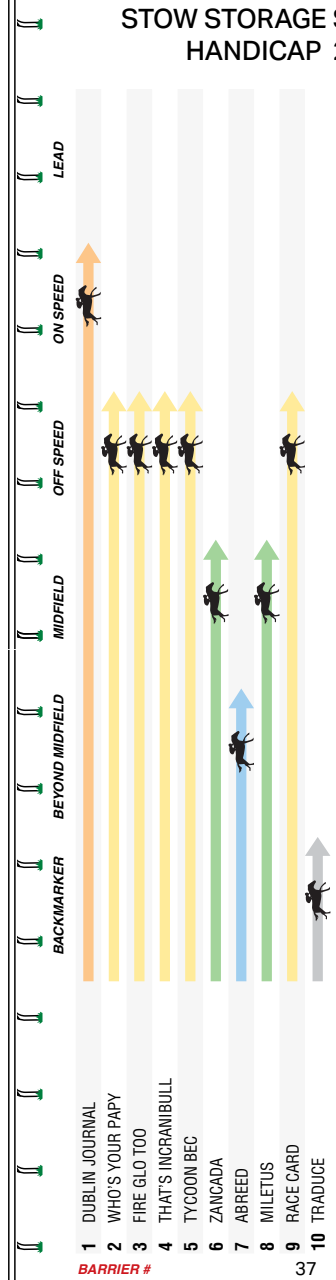 STOW STORAGE S
HANDICAP 2
LEAD
ON SPEED
OFF SPEED
MIDFIELD
BEYOND MIDFIELD
BACKMARKER
1 DUBLIN JOURNAL
2 WHO'S YOUR PAPY
3 FIRE GLO TOO
4 THAT'S INCRANIBULL
5 TYCOON BEC
6 ZANCADA
7 ABREED
8 MILETUS
9 RACE CARD
10 TRADUCE
BARRIER #
37